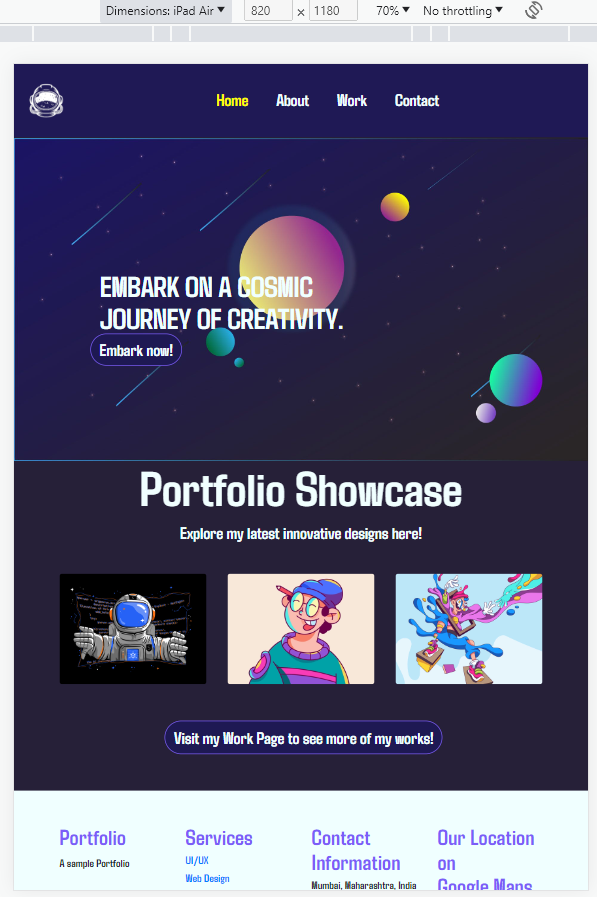 Dimensions: iPad Air ▼ 820 × 1180 70% ▼ No throttling ▼
Home About Work Contact
EMBARK ON A COSMIC
JOURNEY OF CREATIVITY.
Embark now!
Portfolio Showcase
Explore my latest innovative designs here!
Visit my Work Page to see more of my works!
Portfolio
A sample Portfolio
Services
UI/UX
Web Design
Contact
Information
Mumbai, Maharashtra, India
Our Location
on
Google Maps